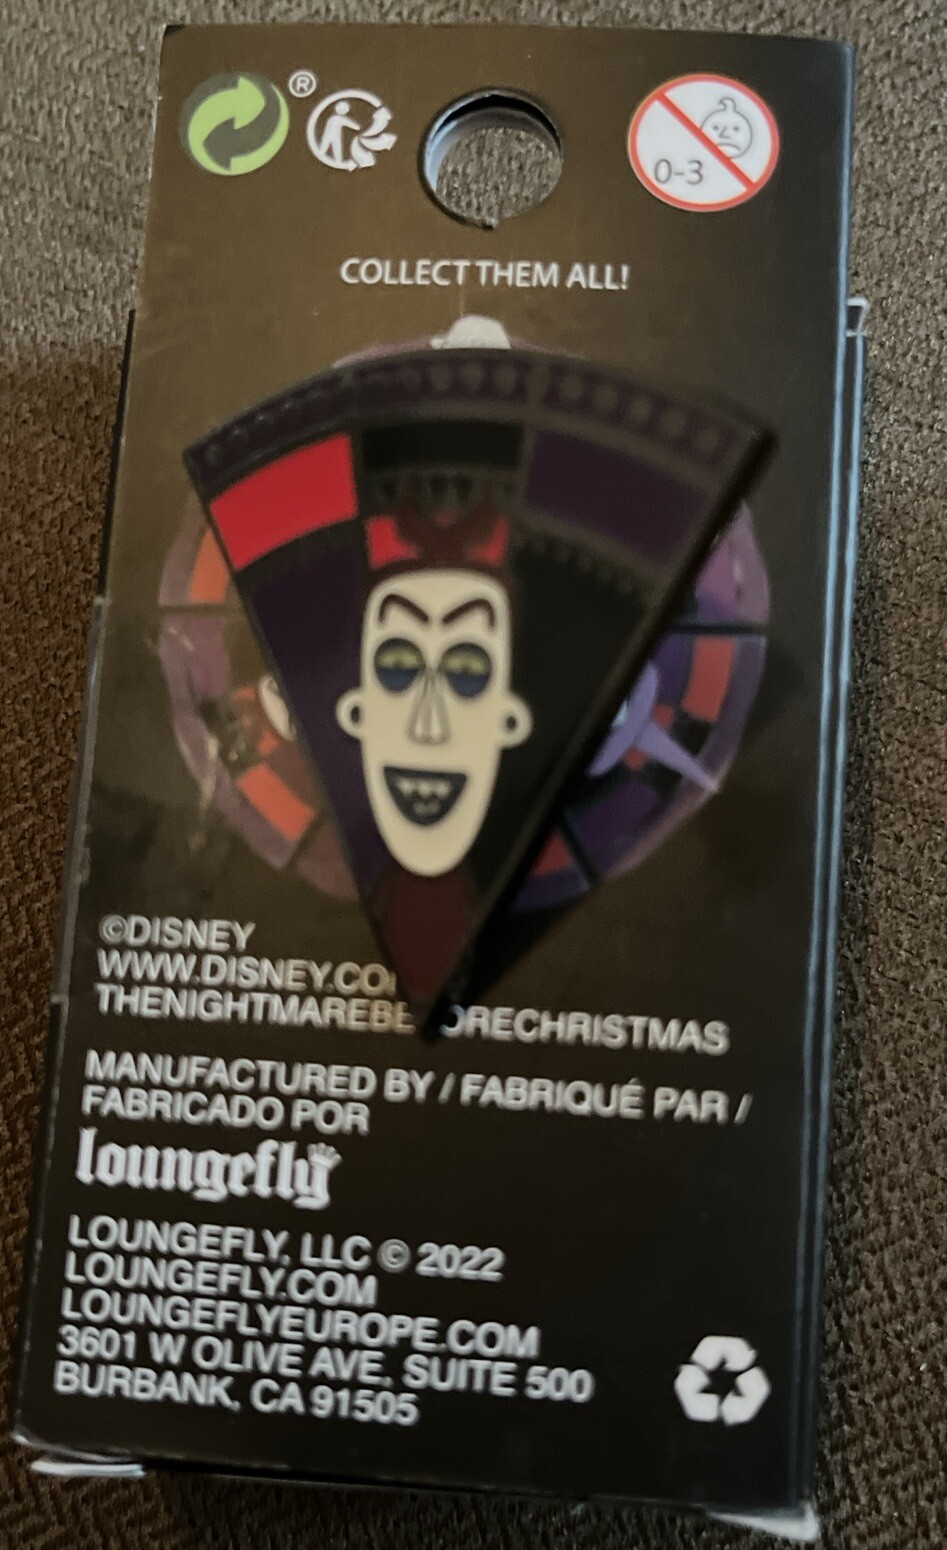 ®
0-3
COLLECT THEM ALL!
©DISNEY
WWW.DISNEY.CO
THENIGHTMAREBE ORECHRISTMAS
MANUFACTURED BY / FABRIQUÉ PAR /
FABRICADO POR
loungefly
LOUNGEFLY, LLC © 2022
LOUNGEFLY.COM
LOUNGEFLYEUROPE.COM
3601 W OLIVE AVE, SUITE 500
BURBANK, CA 91505